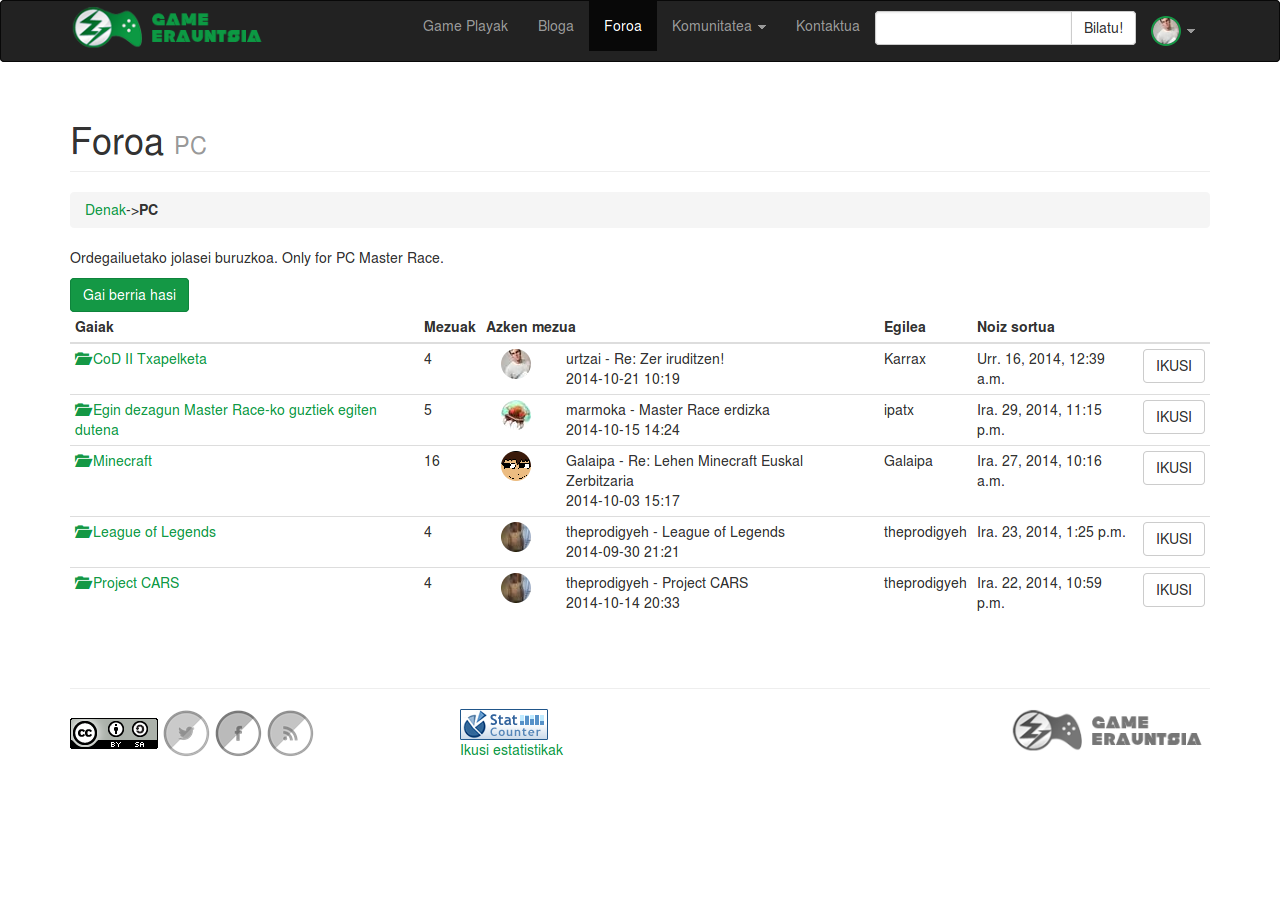 GAME ERAUNTSIA
Game Playak Bloga Foroa Komunitatea Kontaktua Bilatu!
Foroa PC
Denak->PC
Ordegailuetako jolasei buruzkoa. Only for PC Master Race.
Gai berria hasi
Gaiak Mezuak Azken mezua Egilea Noiz sortua
CoD II Txapelketa 4 urtzai - Re: Zer iruditzen! Karrax Urr. 16, 2014, 12:39 IKUSI
2014-10-21 10:19 a.m.
Egin dezagun Master Race-ko guztiek egiten 5 marmoka - Master Race erdizka ipatx Ira. 29, 2014, 11:15 IKUSI
dutena 2014-10-15 14:24 p.m.
Minecraft 16 Galaipa - Re: Lehen Minecraft Euskal Galaipa Ira. 27, 2014, 10:16 IKUSI
Zerbitzaria a.m.
2014-10-03 15:17
League of Legends 4 theprodigyeh - League of Legends theprodigyeh Ira. 23, 2014, 1:25 p.m. IKUSI
2014-09-30 21:21
Project CARS 4 theprodigyeh - Project CARS theprodigyeh Ira. 22, 2014, 10:59 IKUSI
2014-10-14 20:33 p.m.
cc BY SA
Stat Counter
Ikusi estatistikak
GAME ERAUNTSIA